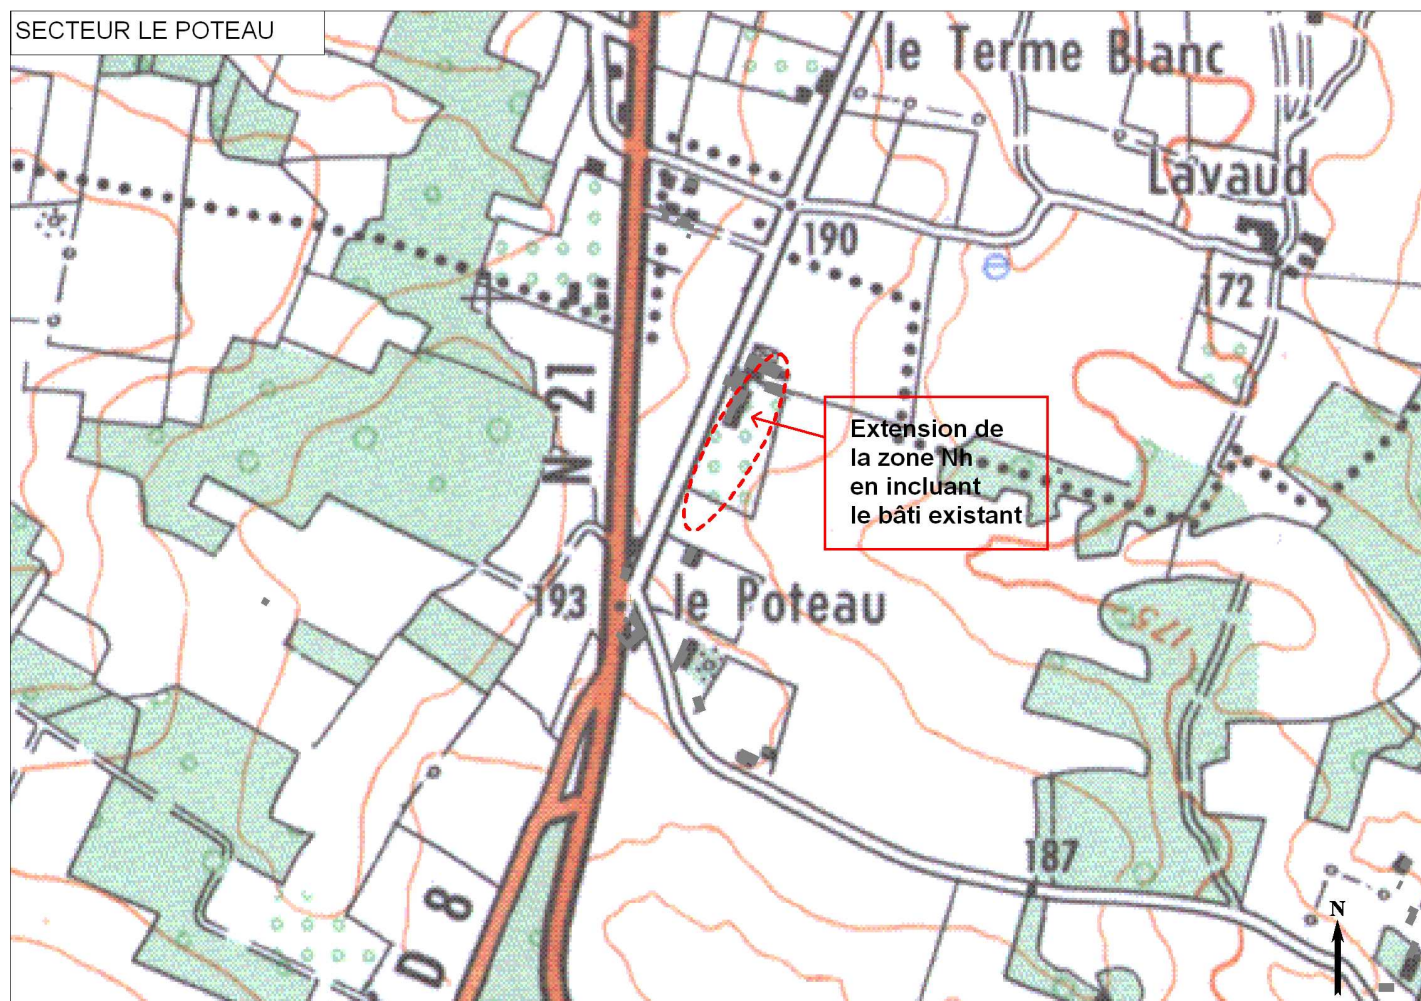 SECTEUR LE POTEAU
le Terme Blanc
Lavaud
190
172
N 21
Extension de
la zone Nh
en incluant
le bâti existant
193
le Poteau
175
187
D 8
N